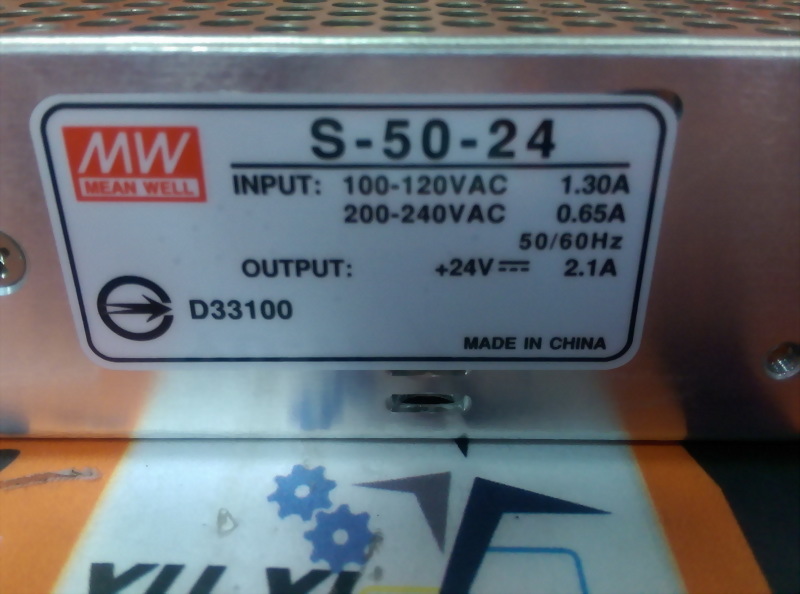 S-50-24
MW
MEAN WELL
INPUT: 100-120VAC 1.30A
200-240VAC 0.65A
50/60Hz
OUTPUT: +24V⎓ 2.1A
D33100
MADE IN CHINA